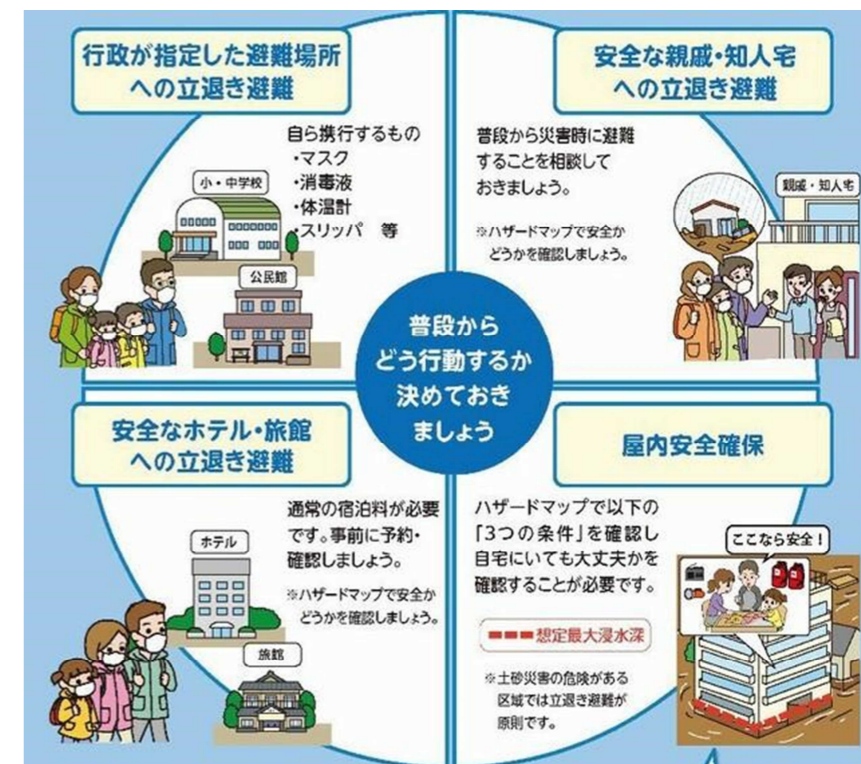 行政が指定した避難場所
への立退き避難
自ら携行するもの
・マスク
・消毒液
・体温計
・スリッパ 等
小・中学校
公民館
安全な親戚・知人宅
への立退き避難
普段から災害時に避難
することを相談して
おきましょう。
※ハザードマップで安全か
どうかを確認しましょう。
親戚・知人宅
普段から
どう行動するか
決めておき
ましょう
安全なホテル・旅館
への立退き避難
通常の宿泊料が必要
です。事前に予約・
確認しましょう。
※ハザードマップで安全か
どうかを確認しましょう。
ホテル
旅館
屋内安全確保
ハザードマップで以下の
「3つの条件」を確認し
自宅にいても大丈夫かを
確認することが必要です。
想定最大浸水深
※土砂災害の危険がある
区域では立退き避難が
原則です。
ここなら安全!